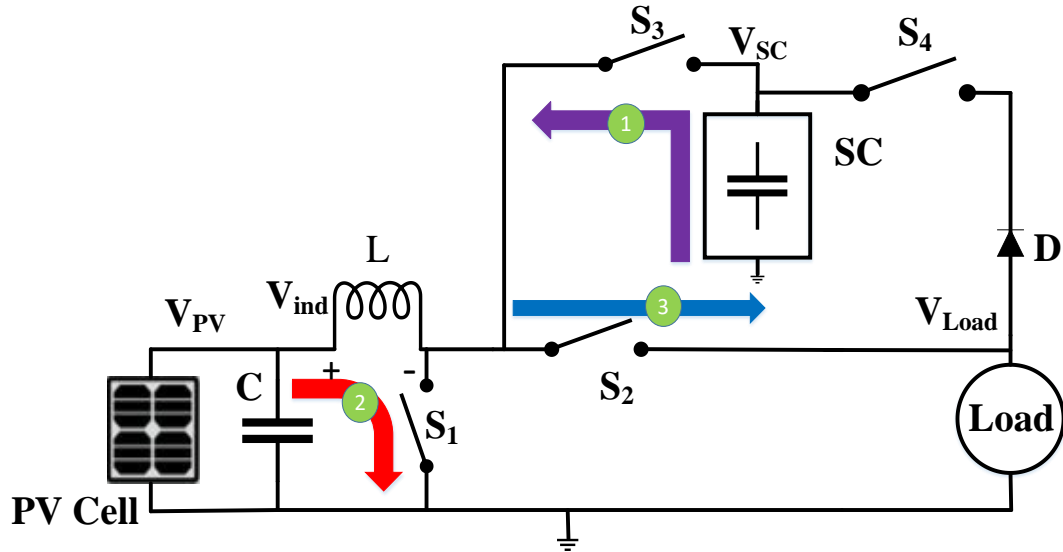 S3
VSC
S4
1
SC
L
D
Vind
3
VPV
VLoad
+
-
C
2
S2
S1
Load
PV Cell